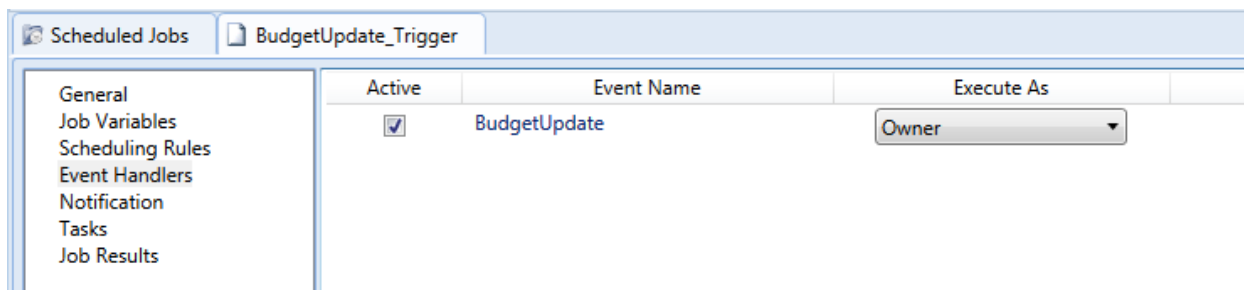 Scheduled Jobs
BudgetUpdate_Trigger
General
Job Variables
Scheduling Rules
Event Handlers
Notification
Tasks
Job Results
Active Event Name Execute As
BudgetUpdate Owner